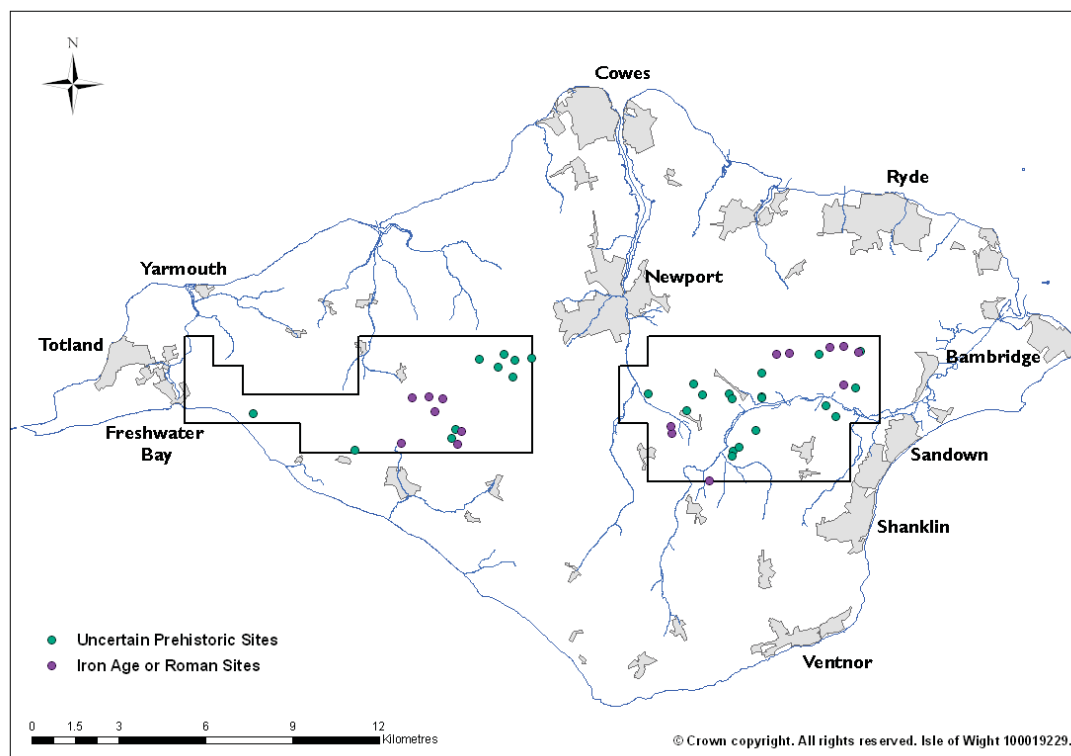 N
Cowes
Ryde
Yarmouth
Newport
Totland
Bambridge
Freshwater
Bay
Sandown
Shanklin
Uncertain Prehistoric Sites
Iron Age or Roman Sites
Ventnor
0 1.5 3 6 9 12
Kilometres
© Crown copyright. All rights reserved. Isle of Wight 100019229.